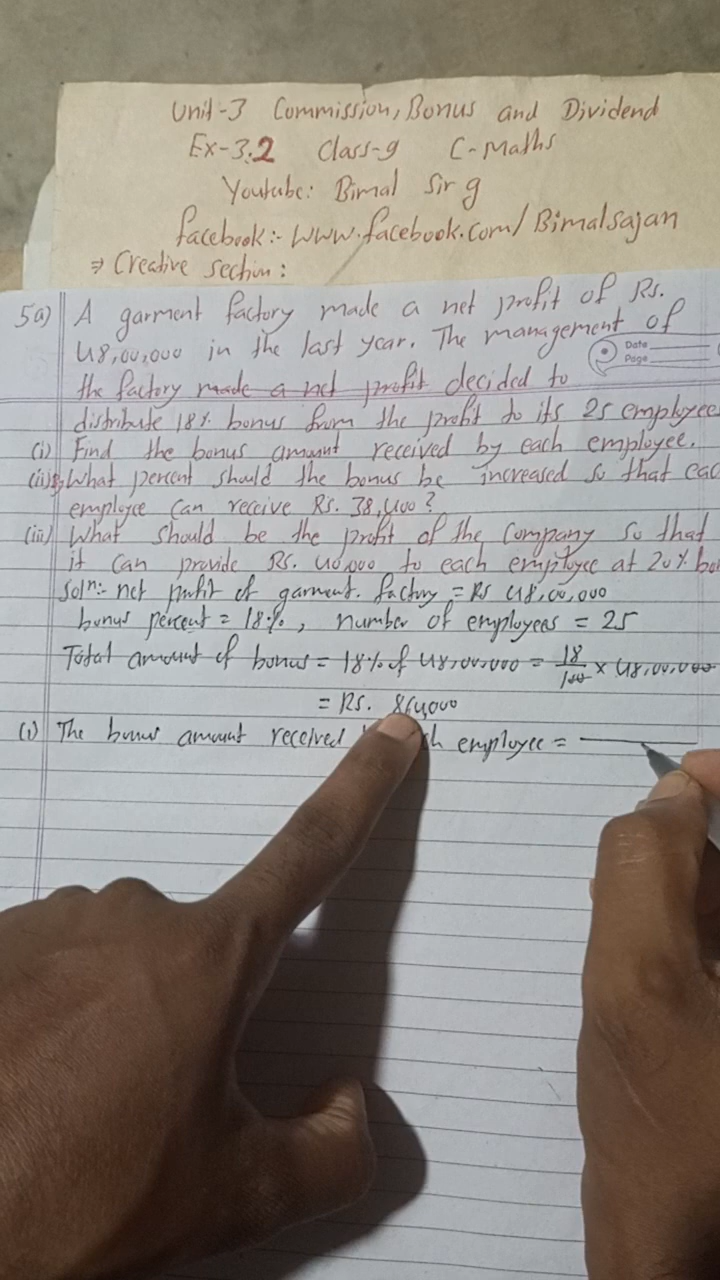 Unit-3 Commission, Bonus and Dividend
Ex-3.2 Class-9 C-Maths
Youtube: Bimal Sir g
facebook:- www.facebook.com/Bimalsajan
⇒ Creative section:
5a) A garment factory made a net profit of Rs.
48,00,000 in the last year. The management of
Date
Page
the factory made a net profit decided to
distribute 18% bonus from the profit to its 25 employee
(i) Find the bonus amount received by each employee.
(ii) What percent should the bonus be increased so that eac
employee can receive Rs. 38,400?
(iii) What should be the profit of the company so that
it can provide Rs. 40,000 to each employee at 20% bo
Solⁿ:- net profit of garment. factory = Rs 48,00,000
bonus percent = 18%, number of employees = 25
Total amount of bonus = 18% of 48,00,000 = 18/100 × 48,00,000
= Rs. 864,000
(i) The bonus amount received employee =